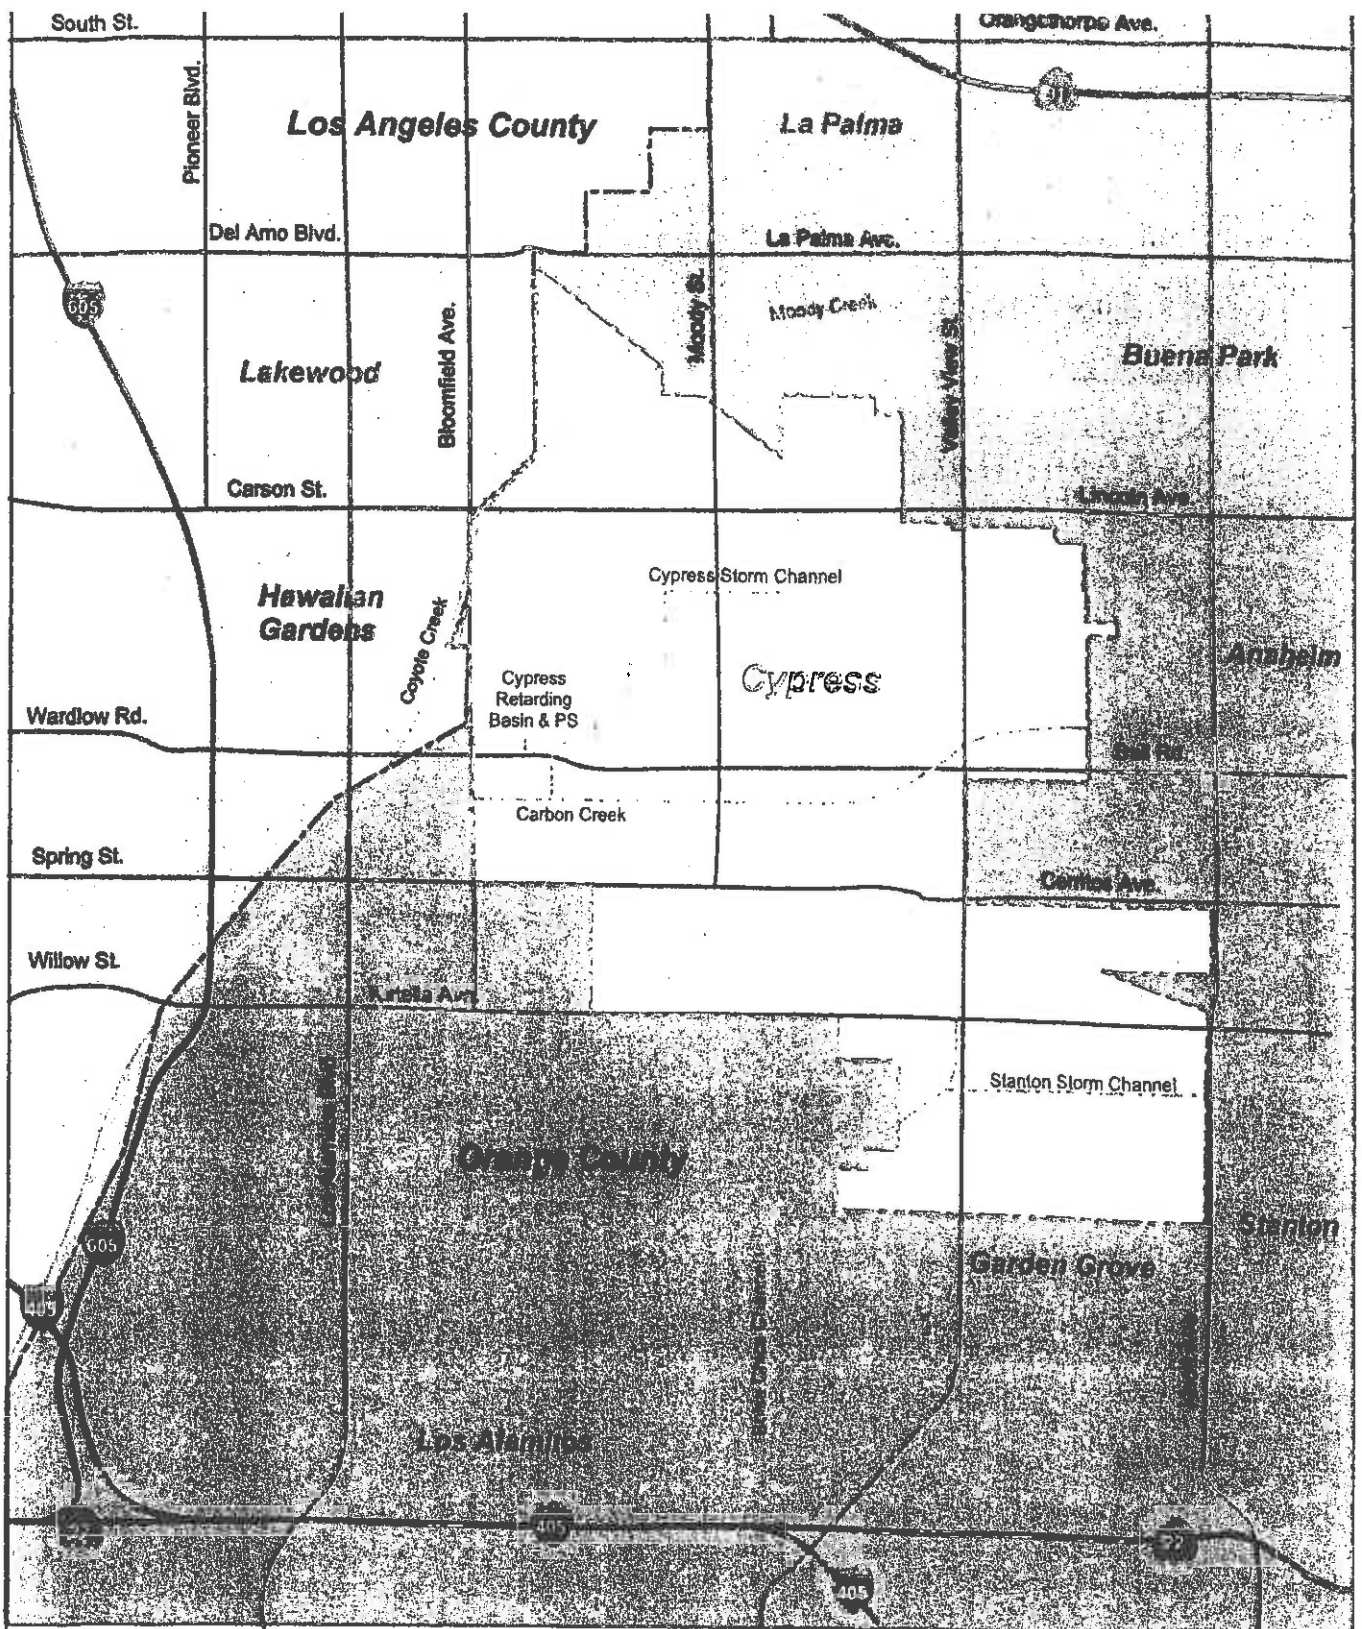 South St.
Orangethorpe Ave.
Pioneer Blvd.
91
Los Angeles County
La Palma
Del Amo Blvd.
La Palma Ave.
605
Moody St.
Moody Creek
Bloomfield Ave.
Valley View St.
Lakewood
Buena Park
Carson St.
Lincoln Ave.
Cypress Storm Channel
Hawaiian
Gardens
Coyote Creek
Anaheim
Cypress
Cypress
Retarding
Basin & PS
Wardlow Rd.
Ball Rd.
Carbon Creek
Spring St.
Cerritos Ave.
Willow St.
Katella Ave.
Stanton Storm Channel
Orange County
605
Stanton
Garden Grove
405
Los Alamitos
405
22
405